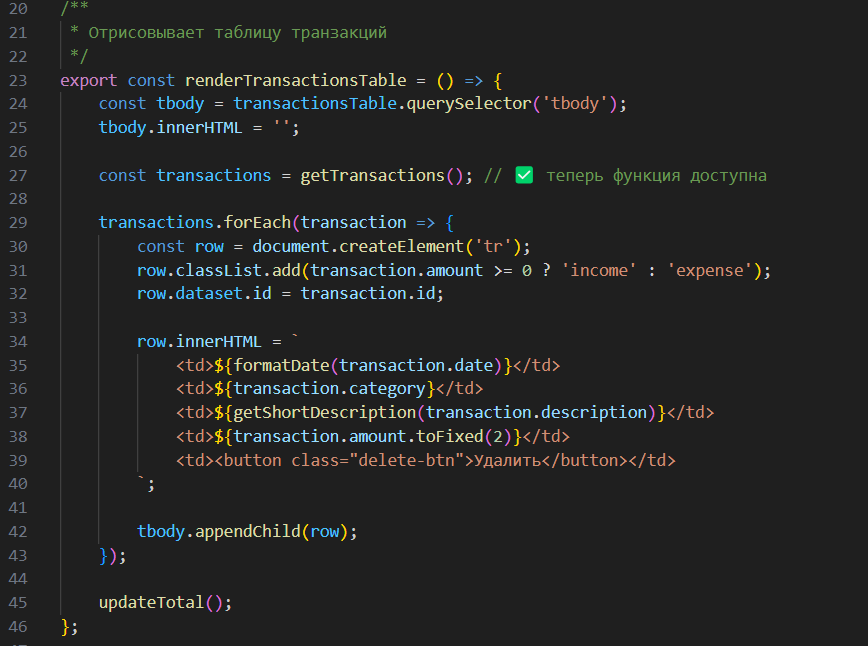 20 /**
21  * Отрисовывает таблицу транзакций
22  */
23 export const renderTransactionsTable = () => {
24     const tbody = transactionsTable.querySelector('tbody');
25     tbody.innerHTML = '';
26
27     const transactions = getTransactions(); // ✅ теперь функция доступна
28
29     transactions.forEach(transaction => {
30         const row = document.createElement('tr');
31         row.classList.add(transaction.amount >= 0 ? 'income' : 'expense');
32         row.dataset.id = transaction.id;
33
34         row.innerHTML = `
35             <td>${formatDate(transaction.date)}</td>
36             <td>${transaction.category}</td>
37             <td>${getShortDescription(transaction.description)}</td>
38             <td>${transaction.amount.toFixed(2)}</td>
39             <td><button class="delete-btn">Удалить</button></td>
40         `;
41
42         tbody.appendChild(row);
43     });
44
45     updateTotal();
46 };